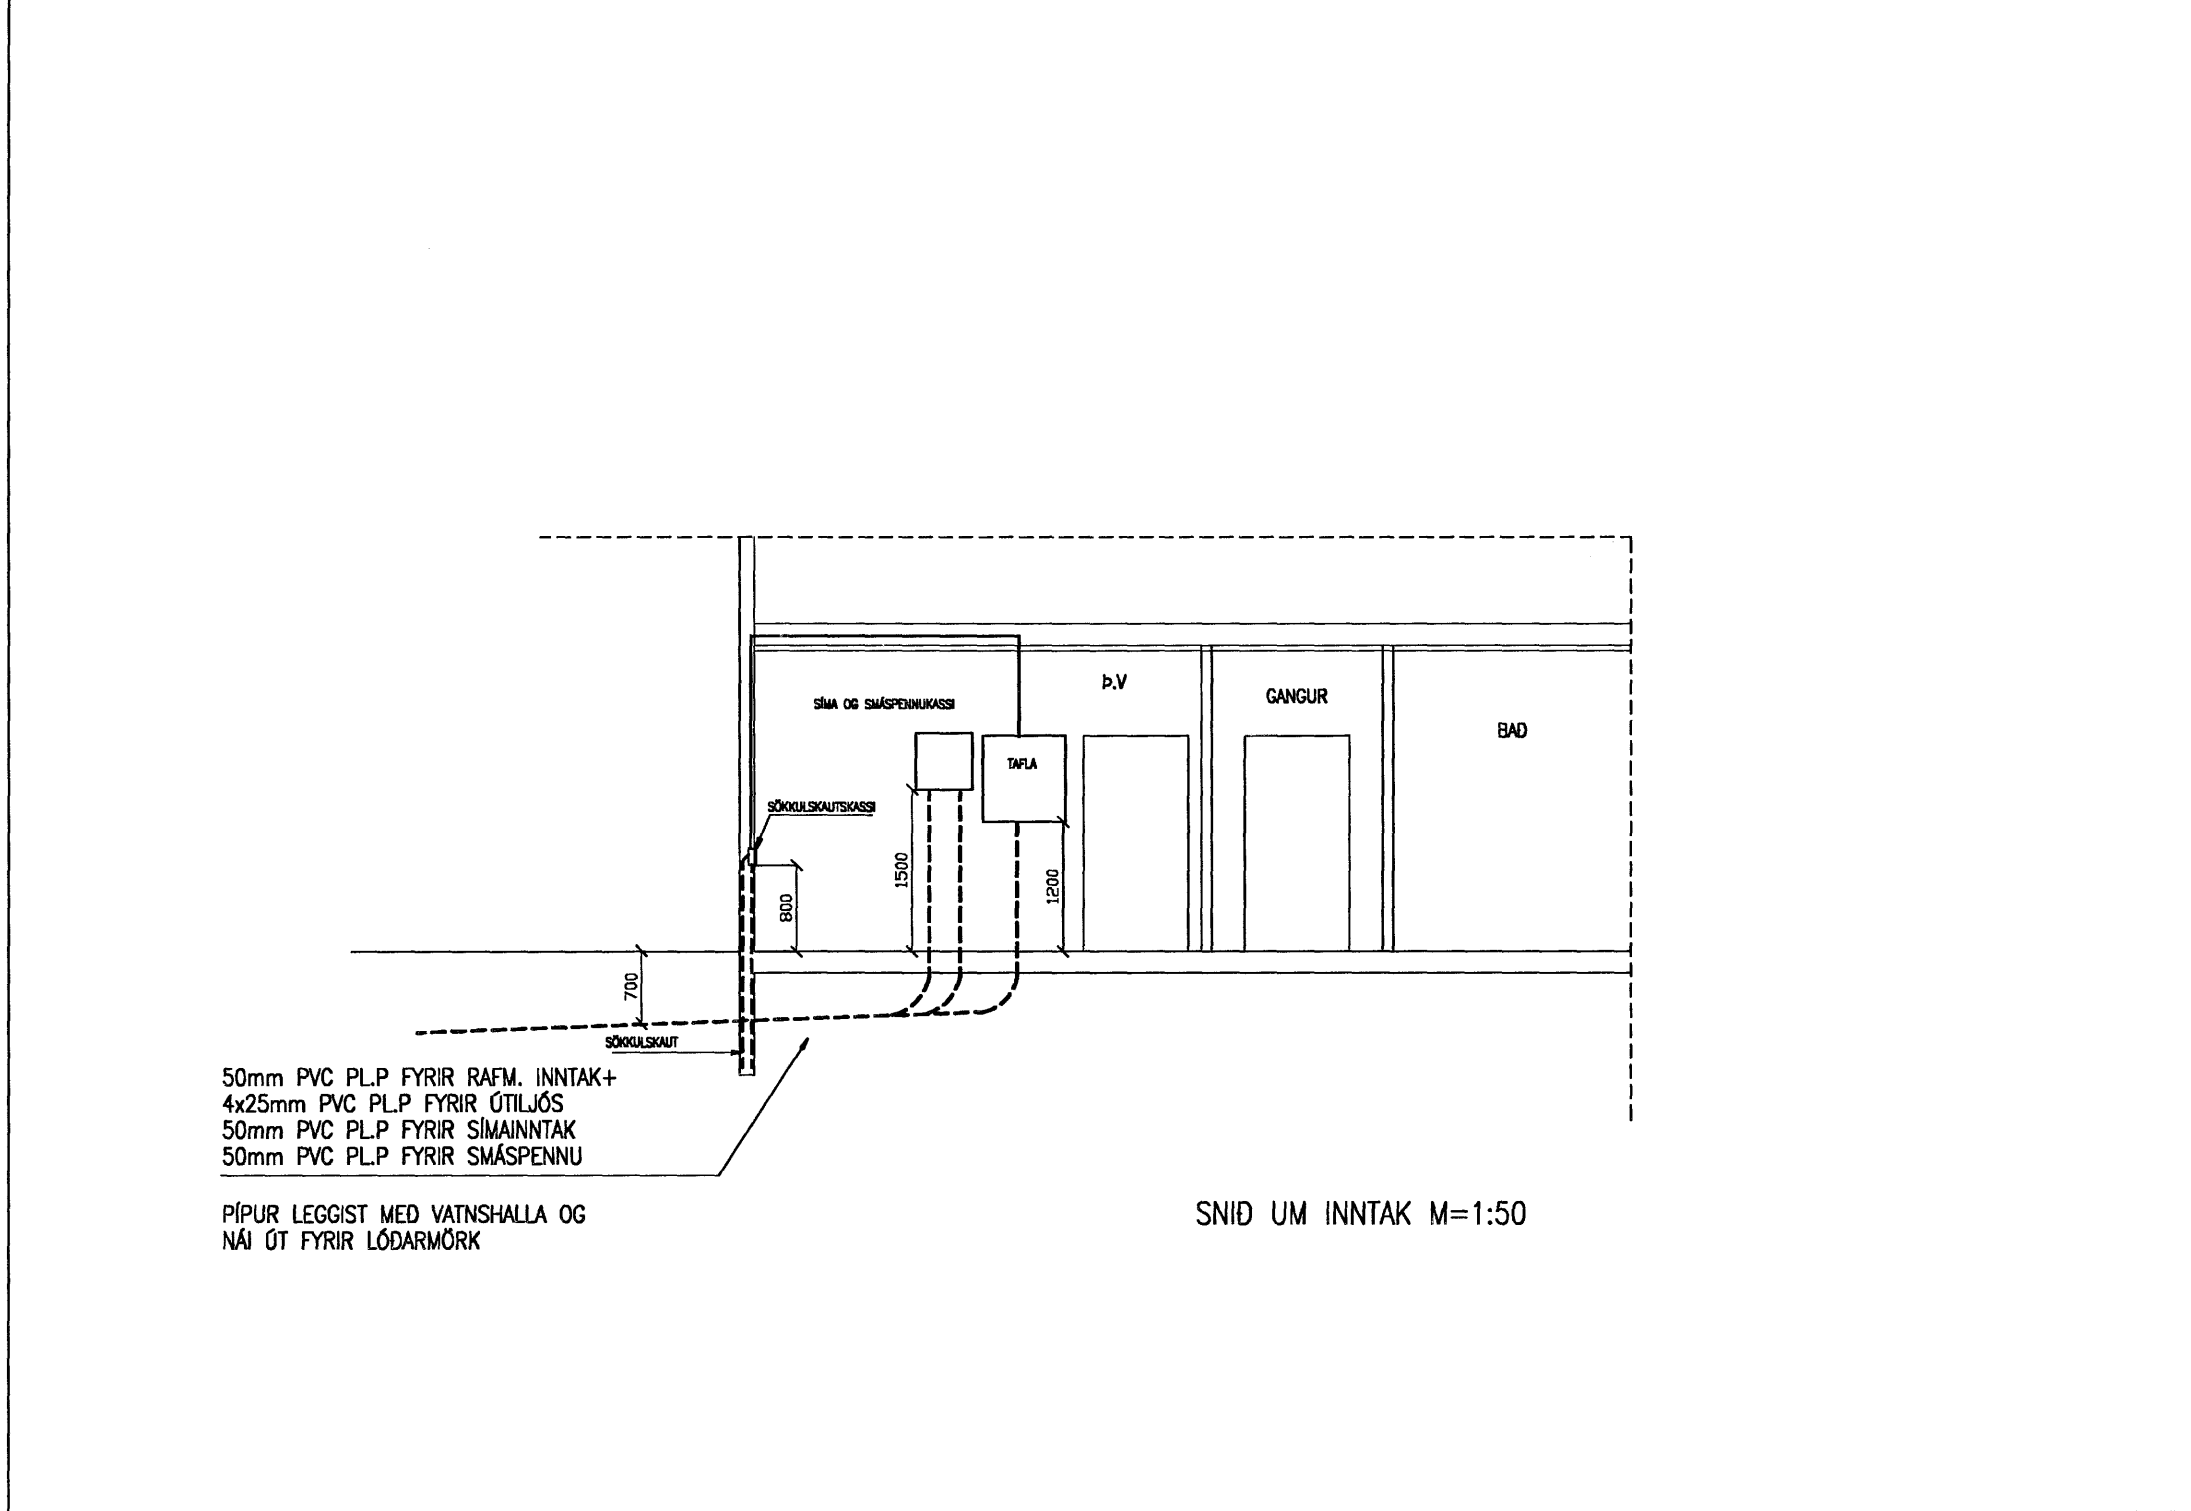 Þ.V
GANGUR
SÍMA OG SMÁSPENNUKASSI
BAÐ
TAFLA
SÖKKULSKAUTSKASSI
1500
1200
800
700
SÖKKULSKAUT
50mm PVC PL.P FYRIR RAFM. INNTAK+
4x25mm PVC PL.P FYRIR ÚTILJÓS
50mm PVC PL.P FYRIR SÍMAINNTAK
50mm PVC PL.P FYRIR SMÁSPENNU
PÍPUR LEGGIST MEÐ VATNSHALLA OG
NÁI ÚT FYRIR LÓÐARMÖRK
SNIÐ UM INNTAK M=1:50